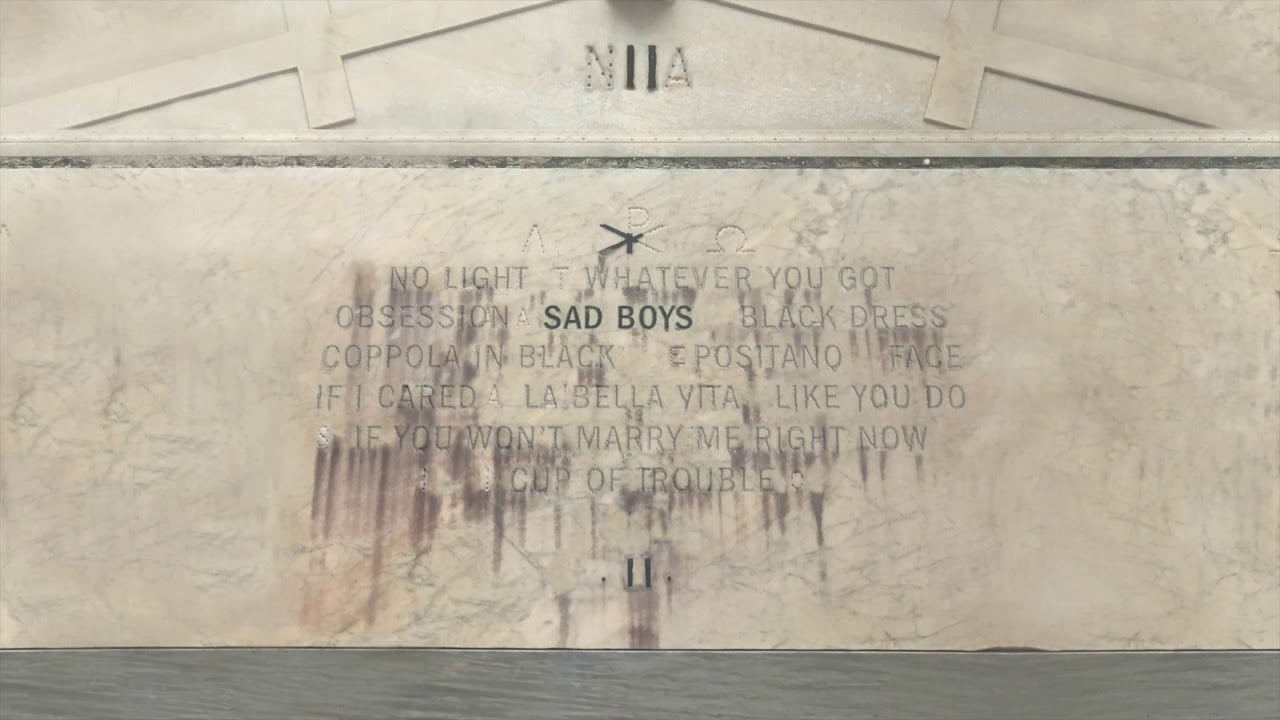 NIIA
Λ ☧ Ω
NO LIGHT T WHATEVER YOU GOT
OBSESSION A SAD BOYS BLACK DRESS
COPPOLA IN BLACK E POSITANO FACE
IF I CARED A LA BELLA VITA LIKE YOU DO
S IF YOU WON'T MARRY ME RIGHT NOW
CUP OF TROUBLE
. II .